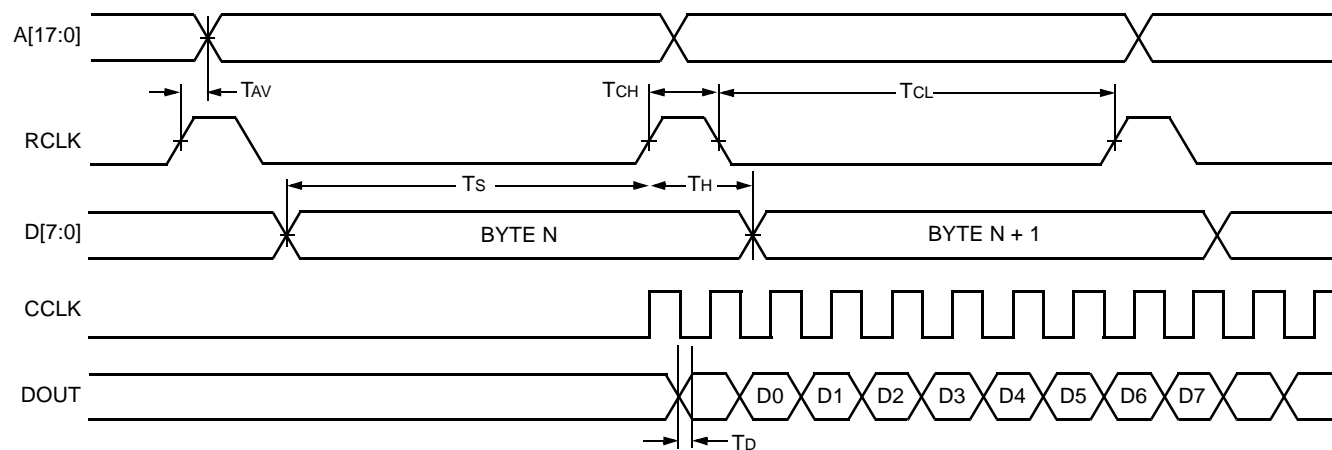 A[17:0]
TAV
TCH
TCL
RCLK
TS
TH
D[7:0]
BYTE N
BYTE N + 1
CCLK
DOUT
D0
D1
D2
D3
D4
D5
D6
D7
TD